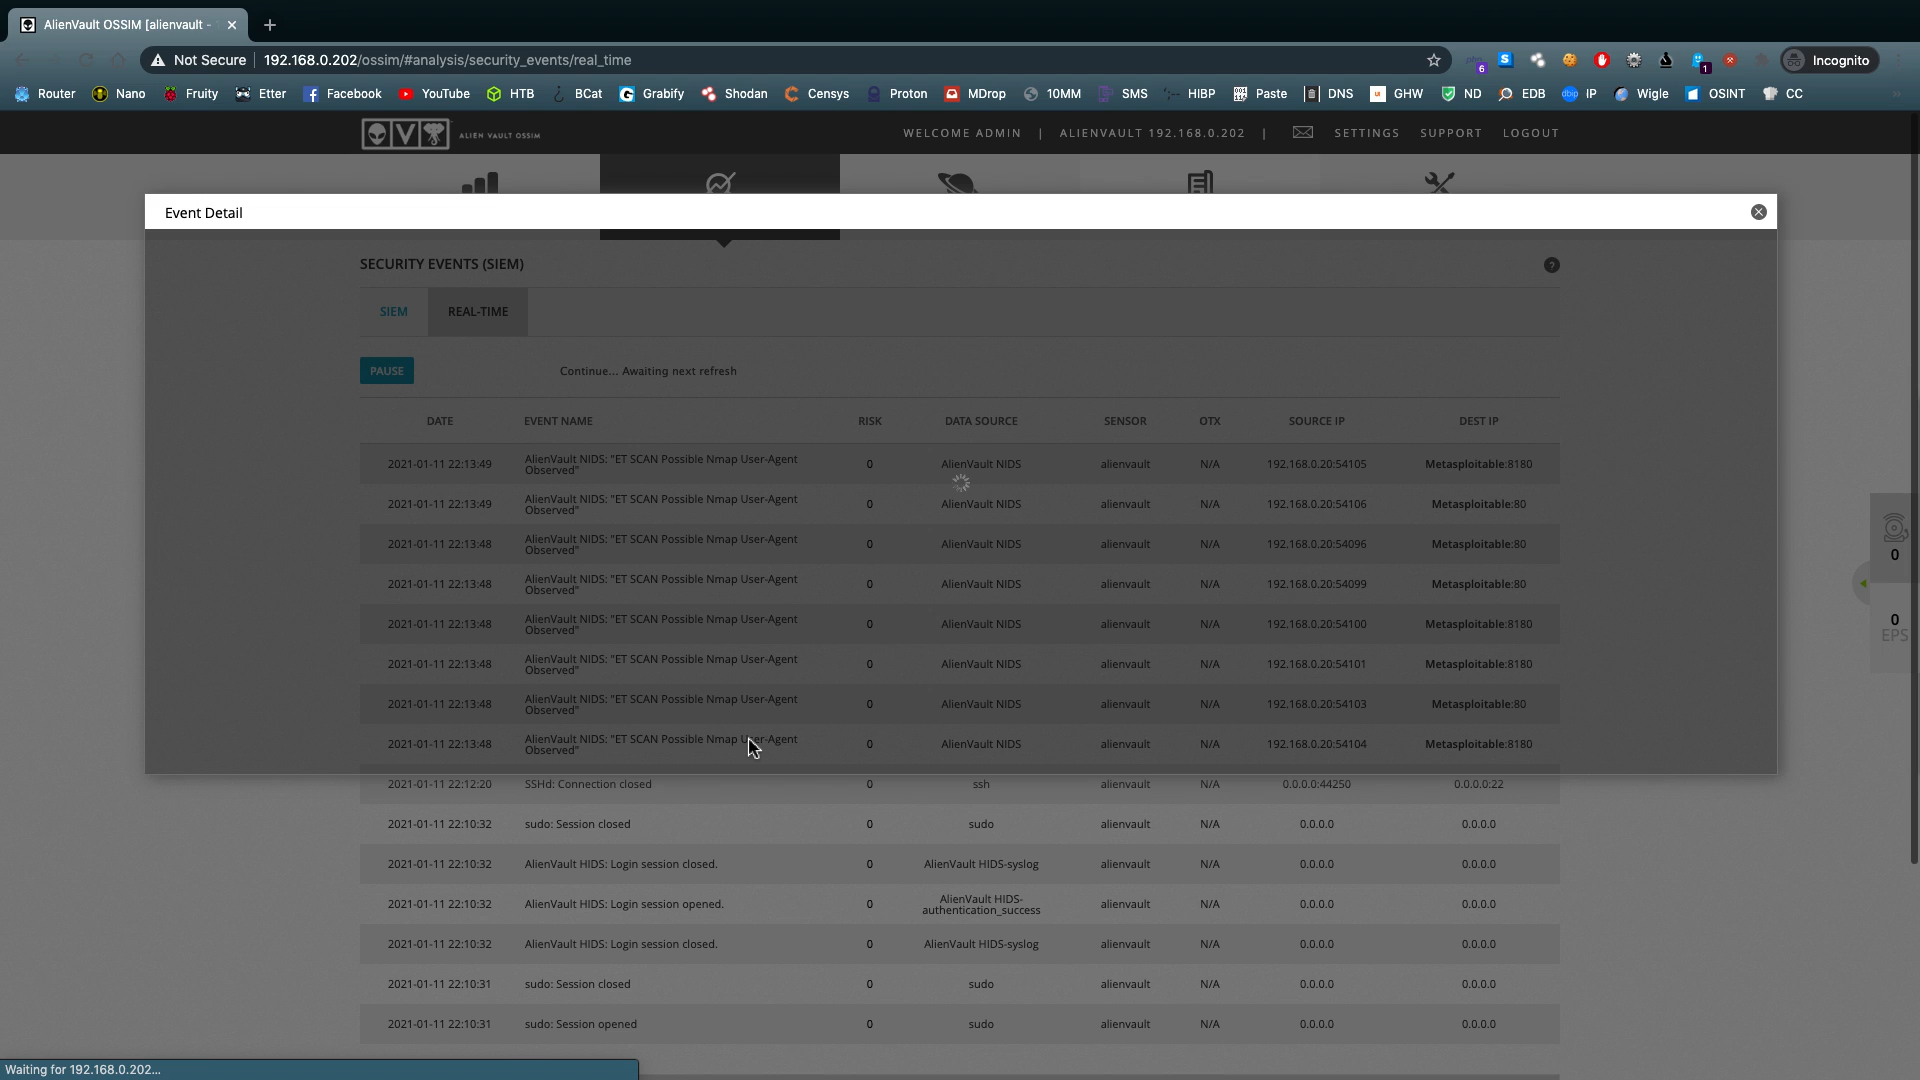 AlienVault OSSIM [alienvault -
Not Secure 192.168.0.202/ossim/#analysis/security_events/real_time
6
1
Incognito
Router Nano Fruity Etter Facebook YouTube HTB BCat Grabify Shodan Censys Proton MDrop 10MM SMS HIBP Paste DNS GHW ND EDB IP Wigle OSINT CC
OVX ALIEN VAULT OSSIM
WELCOME ADMIN | ALIENVAULT 192.168.0.202 | SETTINGS SUPPORT LOGOUT
Event Detail
SECURITY EVENTS (SIEM)
SIEM REAL-TIME
PAUSE Continue... Awaiting next refresh
DATE EVENT NAME RISK DATA SOURCE SENSOR OTX SOURCE IP DEST IP
2021-01-11 22:13:49 AlienVault NIDS: "ET SCAN Possible Nmap User-Agent Observed" 0 AlienVault NIDS alienvault N/A 192.168.0.20:54105 Metasploitable:8180
2021-01-11 22:13:49 AlienVault NIDS: "ET SCAN Possible Nmap User-Agent Observed" 0 AlienVault NIDS alienvault N/A 192.168.0.20:54106 Metasploitable:80
2021-01-11 22:13:48 AlienVault NIDS: "ET SCAN Possible Nmap User-Agent Observed" 0 AlienVault NIDS alienvault N/A 192.168.0.20:54096 Metasploitable:80
2021-01-11 22:13:48 AlienVault NIDS: "ET SCAN Possible Nmap User-Agent Observed" 0 AlienVault NIDS alienvault N/A 192.168.0.20:54099 Metasploitable:80
2021-01-11 22:13:48 AlienVault NIDS: "ET SCAN Possible Nmap User-Agent Observed" 0 AlienVault NIDS alienvault N/A 192.168.0.20:54100 Metasploitable:8180
2021-01-11 22:13:48 AlienVault NIDS: "ET SCAN Possible Nmap User-Agent Observed" 0 AlienVault NIDS alienvault N/A 192.168.0.20:54101 Metasploitable:8180
2021-01-11 22:13:48 AlienVault NIDS: "ET SCAN Possible Nmap User-Agent Observed" 0 AlienVault NIDS alienvault N/A 192.168.0.20:54103 Metasploitable:80
2021-01-11 22:13:48 AlienVault NIDS: "ET SCAN Possible Nmap User-Agent Observed" 0 AlienVault NIDS alienvault N/A 192.168.0.20:54104 Metasploitable:8180
2021-01-11 22:12:20 SSHd: Connection closed 0 ssh alienvault N/A 0.0.0.0:44250 0.0.0.0:22
2021-01-11 22:10:32 sudo: Session closed 0 sudo alienvault N/A 0.0.0.0 0.0.0.0
2021-01-11 22:10:32 AlienVault HIDS: Login session closed. 0 AlienVault HIDS-syslog alienvault N/A 0.0.0.0 0.0.0.0
2021-01-11 22:10:32 AlienVault HIDS: Login session opened. 0 AlienVault HIDS-authentication_success alienvault N/A 0.0.0.0 0.0.0.0
2021-01-11 22:10:32 AlienVault HIDS: Login session closed. 0 AlienVault HIDS-syslog alienvault N/A 0.0.0.0 0.0.0.0
2021-01-11 22:10:31 sudo: Session closed 0 sudo alienvault N/A 0.0.0.0 0.0.0.0
2021-01-11 22:10:31 sudo: Session opened 0 sudo alienvault N/A 0.0.0.0 0.0.0.0
0
0
EPS
Waiting for 192.168.0.202...